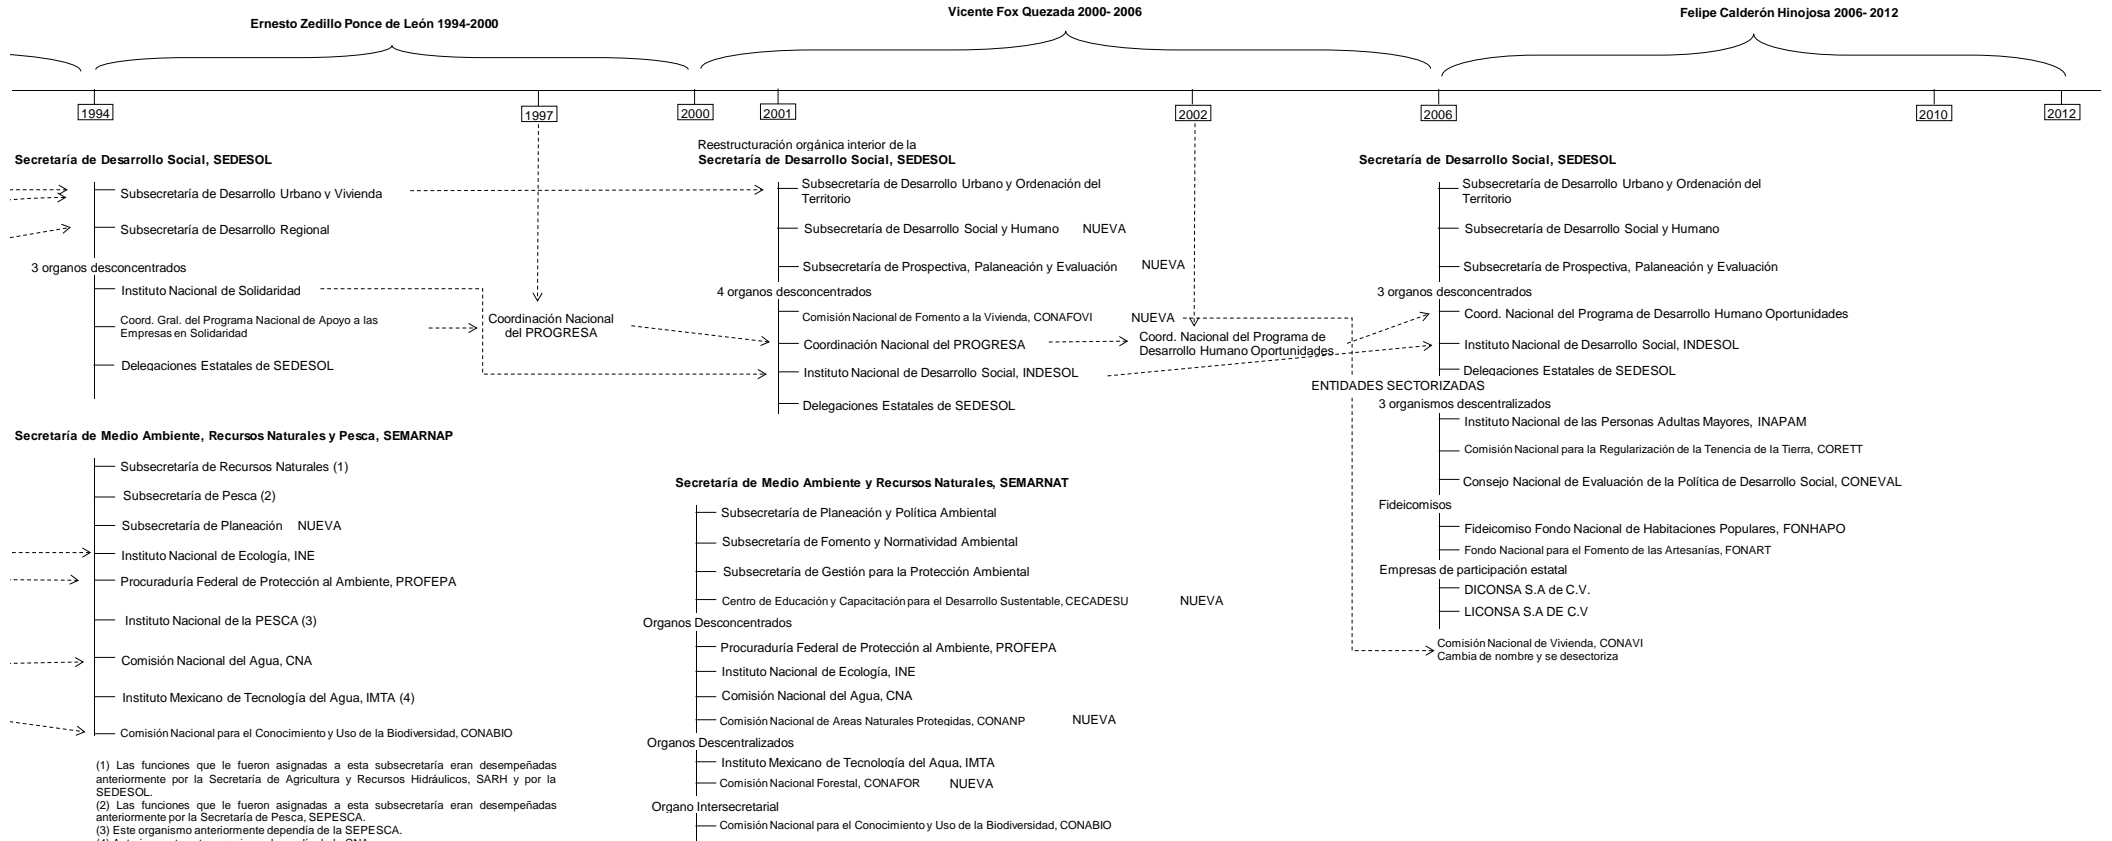 Ernesto Zedillo Ponce de León 1994-2000
Vicente Fox Quezada 2000- 2006
Felipe Calderón Hinojosa 2006- 2012
1994
1997
2000
2001
2002
2006
2010
2012
Secretaría de Desarrollo Social, SEDESOL
Subsecretaría de Desarrollo Urbano y Vivienda
Subsecretaría de Desarrollo Regional
3 organos desconcentrados
Instituto Nacional de Solidaridad
Coord. Gral. del Programa Nacional de Apoyo a las
Empresas en Solidaridad
Delegaciones Estatales de SEDESOL
Coordinación Nacional
del PROGRESA
Secretaría de Medio Ambiente, Recursos Naturales y Pesca, SEMARNAP
Subsecretaría de Recursos Naturales (1)
Subsecretaría de Pesca (2)
Subsecretaría de Planeación NUEVA
Instituto Nacional de Ecología, INE
Procuraduría Federal de Protección al Ambiente, PROFEPA
Instituto Nacional de la PESCA (3)
Comisión Nacional del Agua, CNA
Instituto Mexicano de Tecnología del Agua, IMTA (4)
Comisión Nacional para el Conocimiento y Uso de la Biodiversidad, CONABIO
(1) Las funciones que le fueron asignadas a esta subsecretaría eran desempeñadas
anteriormente por la Secretaría de Agricultura y Recursos Hidráulicos, SARH y por la
SEDESOL.
(2) Las funciones que le fueron asignadas a esta subsecretaría eran desempeñadas
anteriormente por la Secretaría de Pesca, SEPESCA.
(3) Este organismo anteriormente dependía de la SEPESCA.
Reestructuración orgánica interior de la
Secretaría de Desarrollo Social, SEDESOL
Subsecretaría de Desarrollo Urbano y Ordenación del
Territorio
Subsecretaría de Desarrollo Social y Humano NUEVA
Subsecretaría de Prospectiva, Palaneación y Evaluación NUEVA
4 organos desconcentrados
Comisión Nacional de Fomento a la Vivienda, CONAFOVI NUEVA
Coordinación Nacional del PROGRESA
Coord. Nacional del Programa de
Desarrollo Humano Oportunidades
Instituto Nacional de Desarrollo Social, INDESOL
Delegaciones Estatales de SEDESOL
Secretaría de Medio Ambiente y Recursos Naturales, SEMARNAT
Subsecretaría de Planeación y Política Ambiental
Subsecretaría de Fomento y Normatividad Ambiental
Subsecretaría de Gestión para la Protección Ambiental
Centro de Educación y Capacitación para el Desarrollo Sustentable, CECADESU NUEVA
Organos Desconcentrados
Procuraduría Federal de Protección al Ambiente, PROFEPA
Instituto Nacional de Ecología, INE
Comisión Nacional del Agua, CNA
Comisión Nacional de Areas Naturales Protegidas, CONANP NUEVA
Organos Descentralizados
Instituto Mexicano de Tecnología del Agua, IMTA
Comisión Nacional Forestal, CONAFOR NUEVA
Organo Intersecretarial
Comisión Nacional para el Conocimiento y Uso de la Biodiversidad, CONABIO
Secretaría de Desarrollo Social, SEDESOL
Subsecretaría de Desarrollo Urbano y Ordenación del
Territorio
Subsecretaría de Desarrollo Social y Humano
Subsecretaría de Prospectiva, Palaneación y Evaluación
3 organos desconcentrados
Coord. Nacional del Programa de Desarrollo Humano Oportunidades
Instituto Nacional de Desarrollo Social, INDESOL
Delegaciones Estatales de SEDESOL
ENTIDADES SECTORIZADAS
3 organismos descentralizados
Instituto Nacional de las Personas Adultas Mayores, INAPAM
Comisión Nacional para la Regularización de la Tenencia de la Tierra, CORETT
Consejo Nacional de Evaluación de la Política de Desarrollo Social, CONEVAL
Fideicomisos
Fideicomiso Fondo Nacional de Habitaciones Populares, FONHAPO
Fondo Nacional para el Fomento de las Artesanías, FONART
Empresas de participación estatal
DICONSA S.A de C.V.
LICONSA S.A DE C.V
Comisión Nacional de Vivienda, CONAVI
Cambia de nombre y se desectoriza